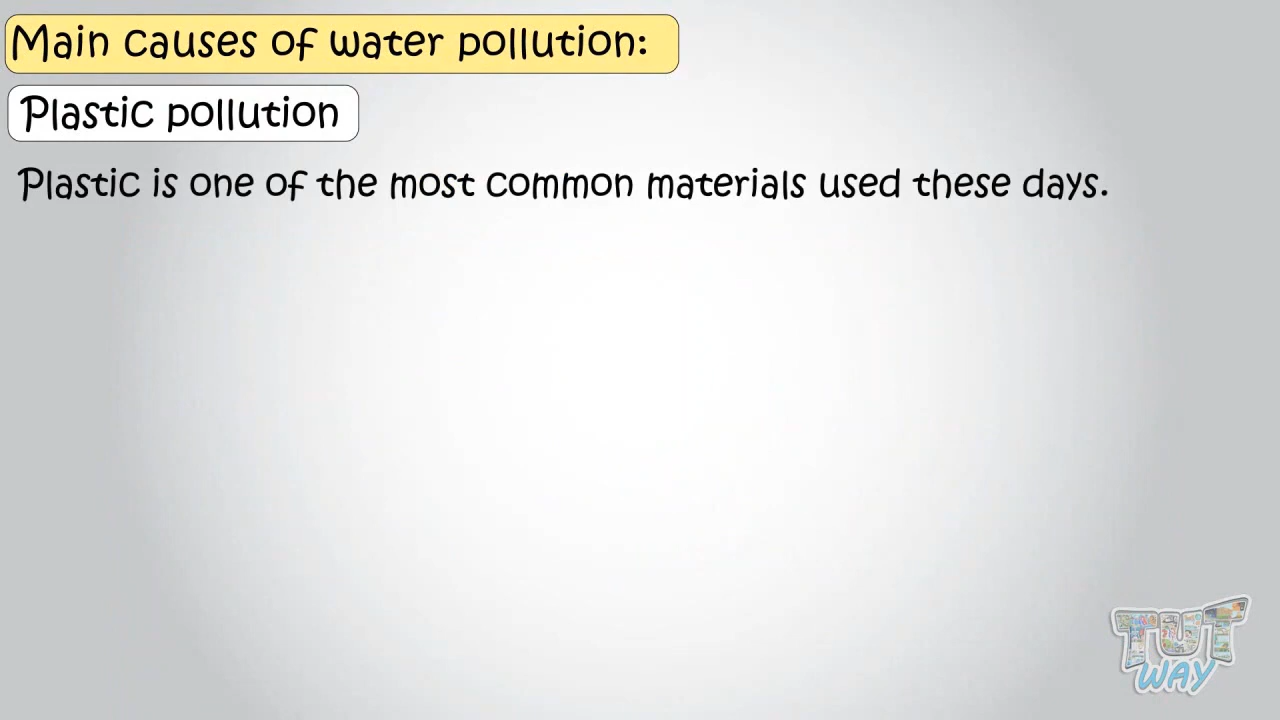 Main causes of water pollution:
Plastic pollution
Plastic is one of the most common materials used these days.
TUT
WAY